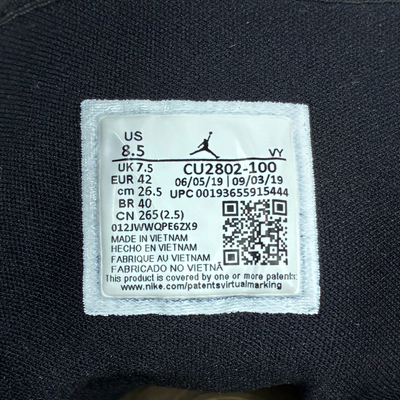 US
8.5
VY
UK 7.5
CU2802-100
EUR 42
06/05/19 | 09/03/19
cm 26.5
UPC 00193655915444
BR 40
CN 265 (2.5)
012JWWQPE6ZX9
MADE IN VIETNAM
HECHO EN VIETNAM
FABRIQUE AU VIETNAM
FABRICADO NO VIETNÃ
This product is covered by one or more patents:
www.nike.com/patentsvirtualmarking